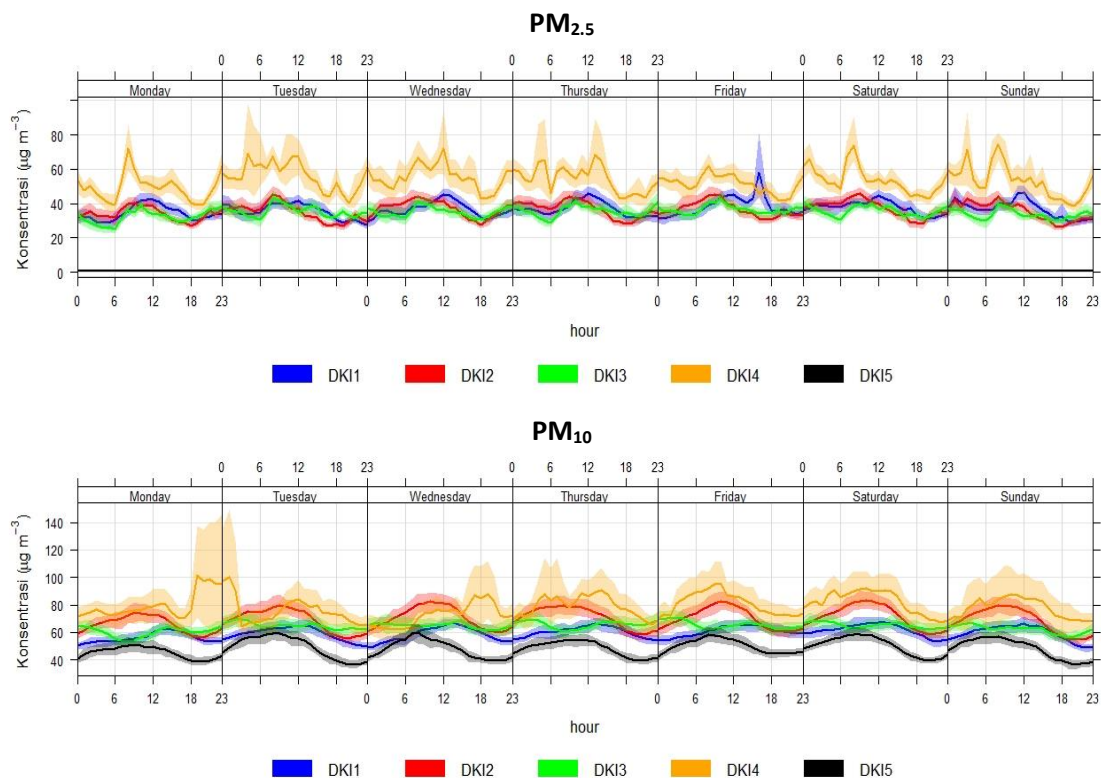 PM2.5
0 6 12 18 23 0 6 12 18 23 0 6 12 18 23
Monday Tuesday Wednesday Thursday Friday Saturday Sunday
Konsentrasi (µg m−3)
80
60
40
20
0
0 6 12 18 23 0 6 12 18 23 0 6 12 18 23 0 6 12 18 23
hour
DKI1 DKI2 DKI3 DKI4 DKI5
PM10
0 6 12 18 23 0 6 12 18 23 0 6 12 18 23
Monday Tuesday Wednesday Thursday Friday Saturday Sunday
Konsentrasi (µg m−3)
140
120
100
80
60
40
0 6 12 18 23 0 6 12 18 23 0 6 12 18 23 0 6 12 18 23
hour
DKI1 DKI2 DKI3 DKI4 DKI5